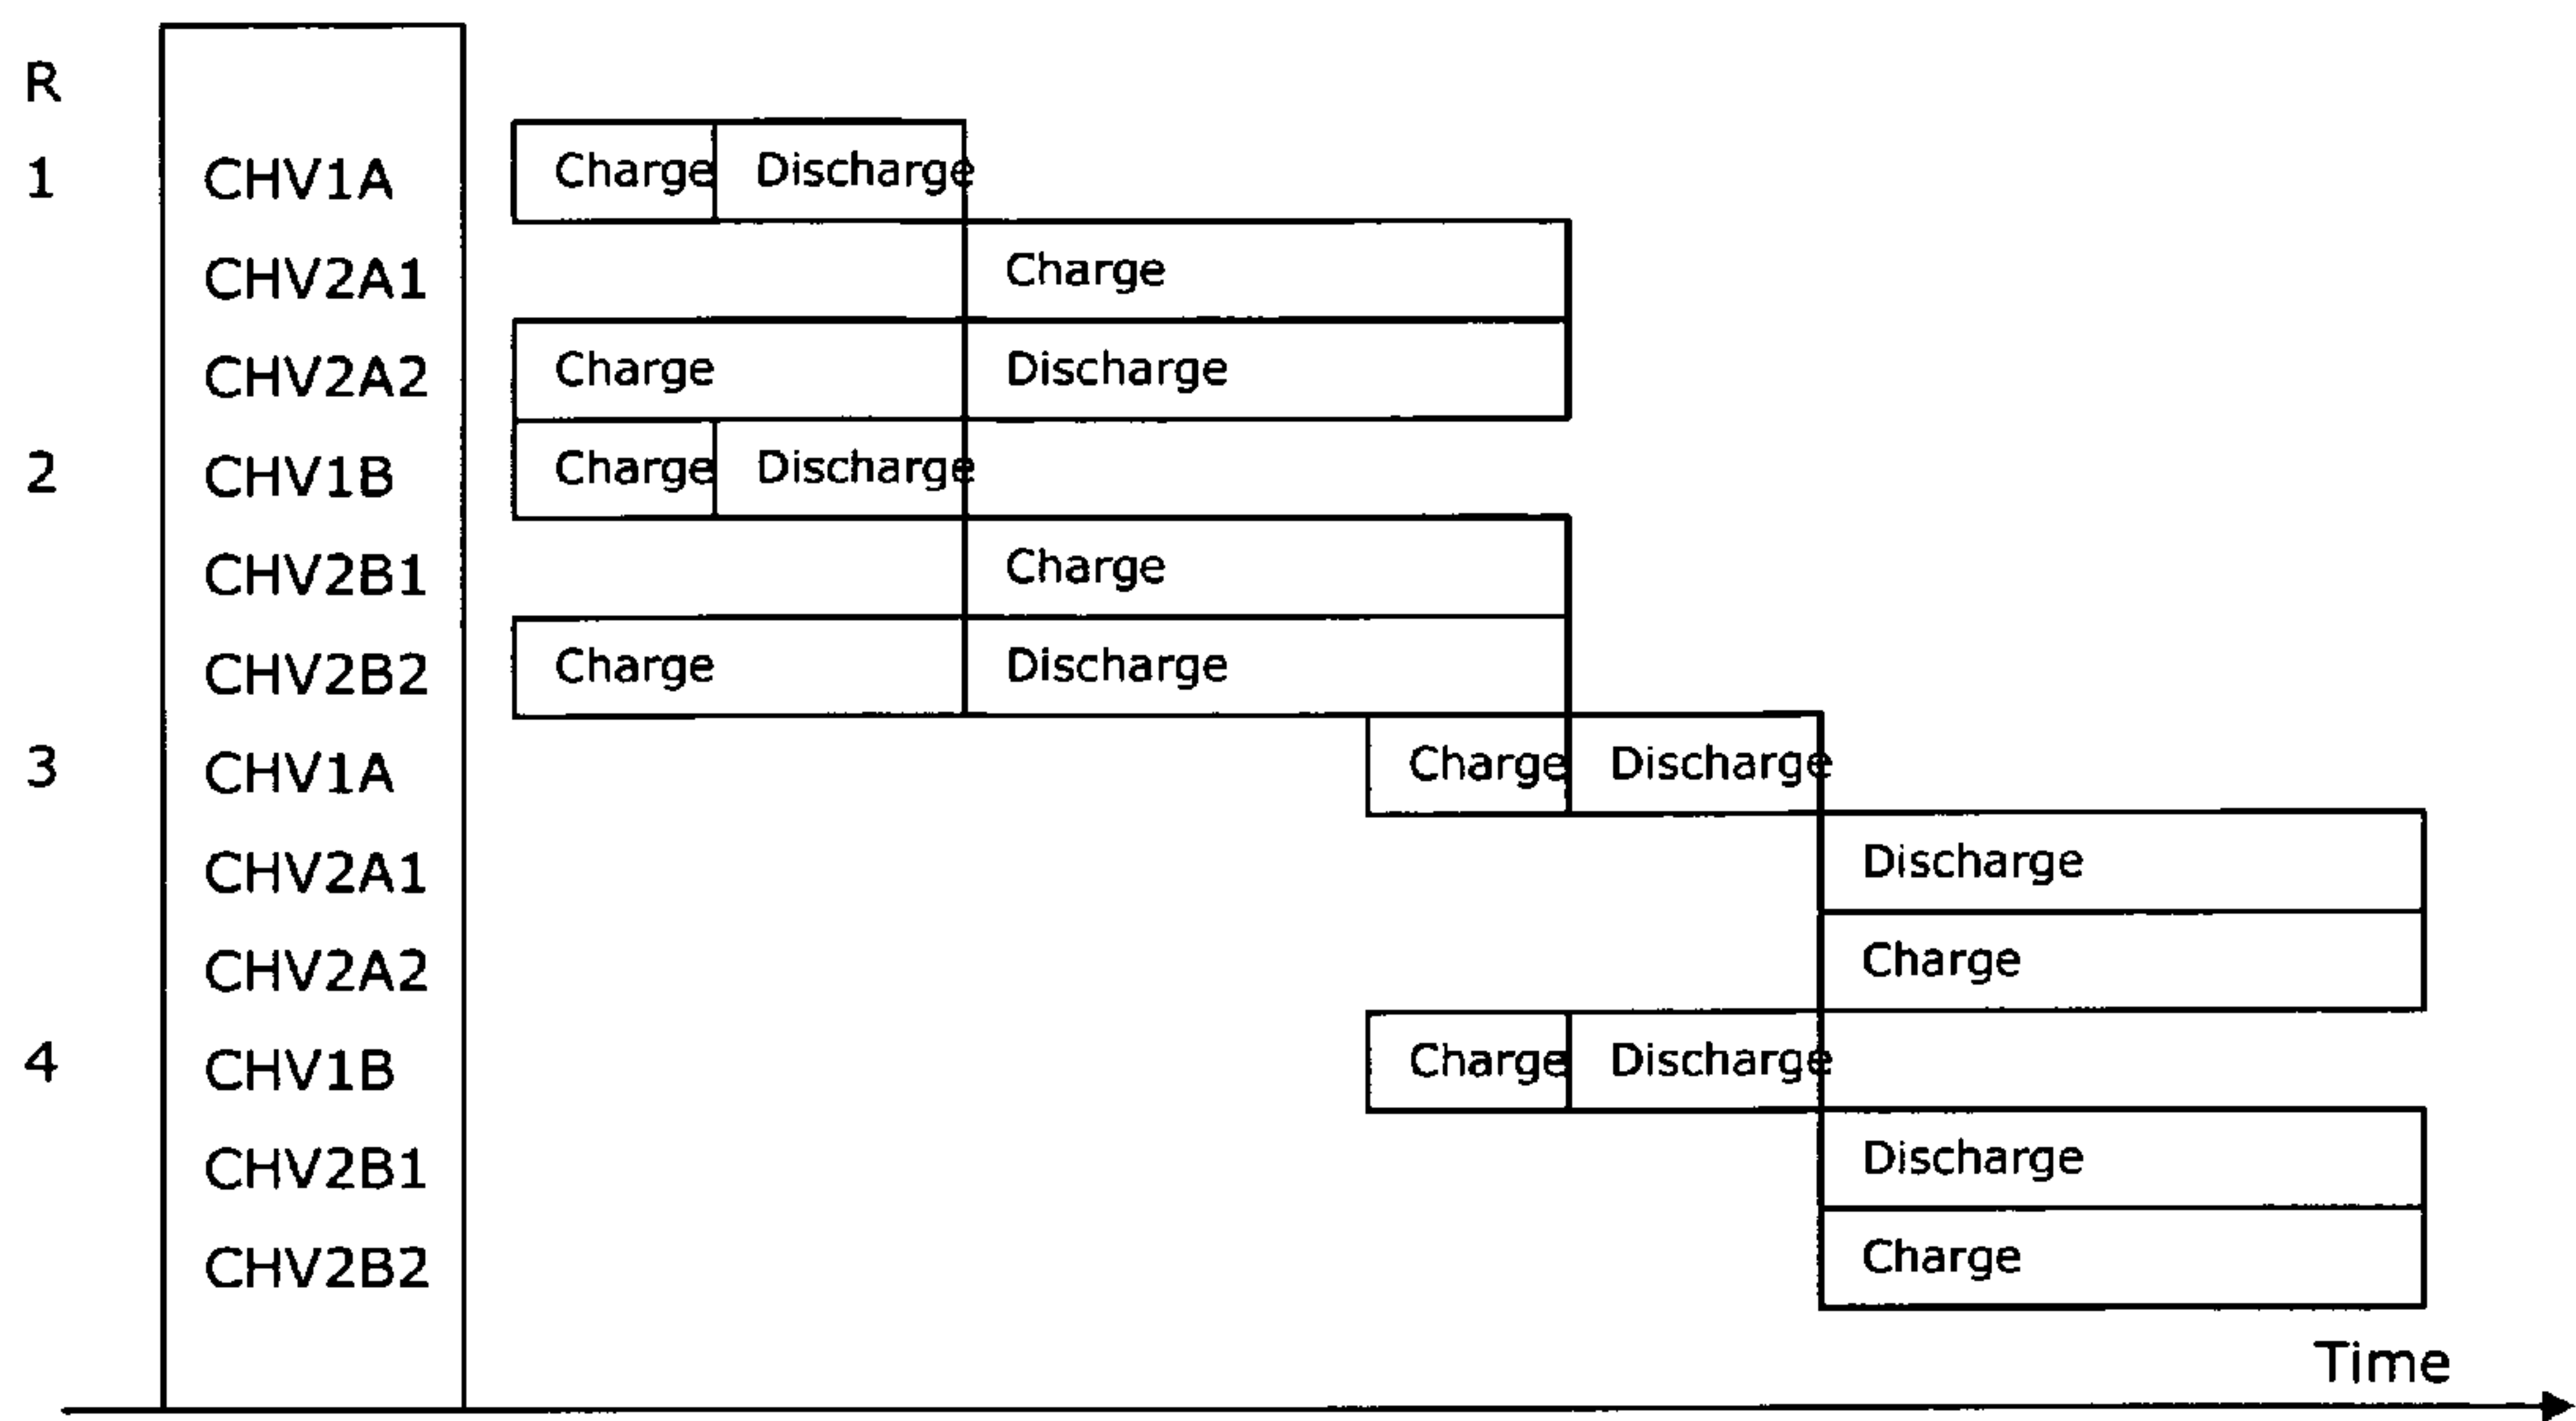 R
1 CHV1A Charge Discharge
CHV2A1 Charge
CHV2A2 Charge Discharge
2 CHV1B Charge Discharge
CHV2B1 Charge
CHV2B2 Charge Discharge
3 CHV1A Charge Discharge
CHV2A1 Discharge
CHV2A2 Charge
4 CHV1B Charge Discharge
CHV2B1 Discharge
CHV2B2 Charge
Time